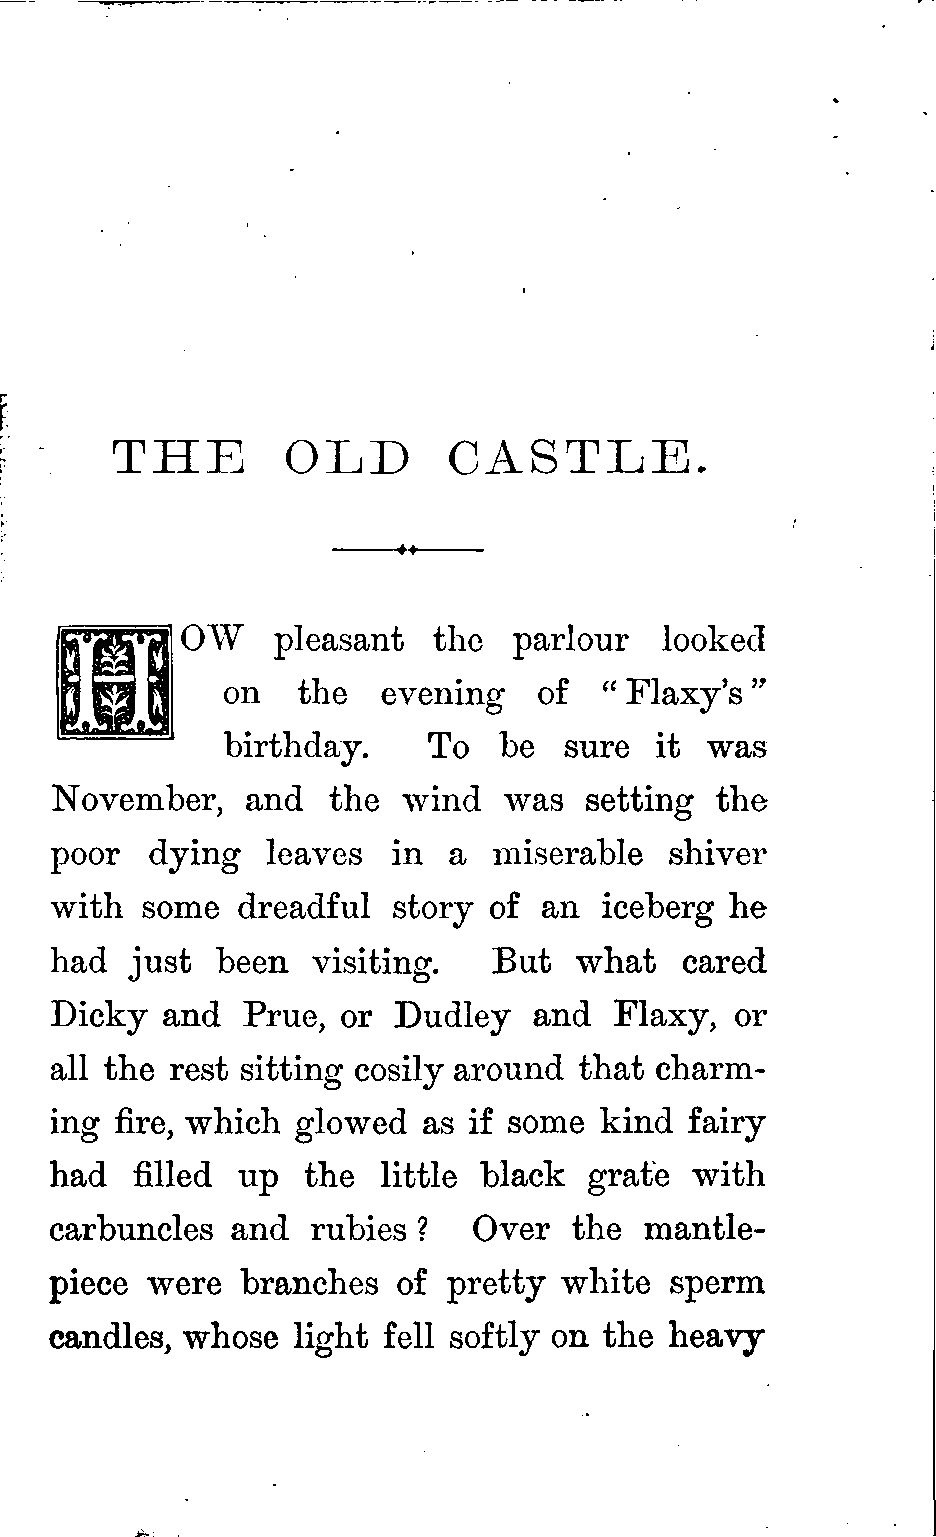 THE OLD CASTLE.
HOW pleasant the parlour looked
on the evening of “Flaxy’s”
birthday. To be sure it was
November, and the wind was setting the
poor dying leaves in a miserable shiver
with some dreadful story of an iceberg he
had just been visiting. But what cared
Dicky and Prue, or Dudley and Flaxy, or
all the rest sitting cosily around that charm-
ing fire, which glowed as if some kind fairy
had filled up the little black grate with
carbuncles and rubies? Over the mantle-
piece were branches of pretty white sperm
candles, whose light fell softly on the heavy